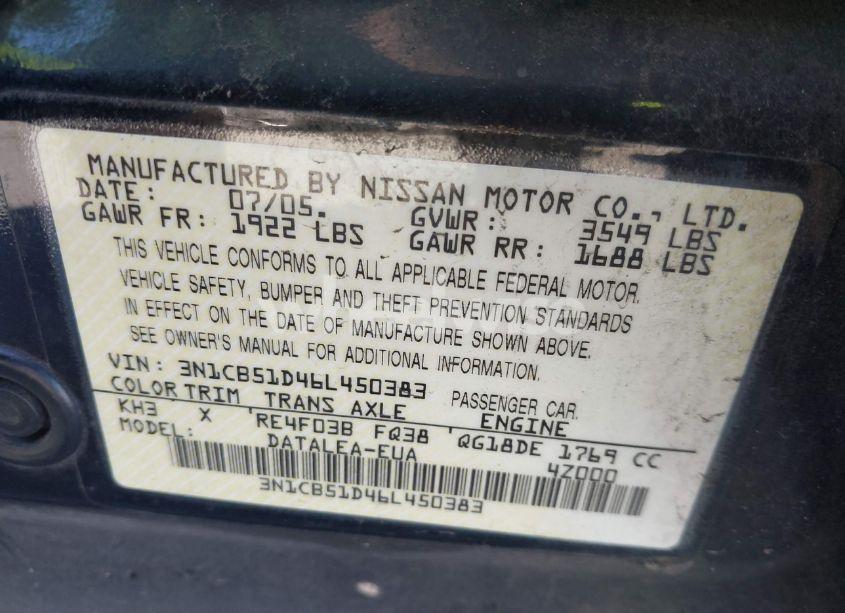 MANUFACTURED BY NISSAN MOTOR CO., LTD.
DATE: 07/05. GVWR: 3549 LBS
GAWR FR: 1922 LBS GAWR RR: 1688 LBS
THIS VEHICLE CONFORMS TO ALL APPLICABLE FEDERAL MOTOR.
VEHICLE SAFETY, BUMPER AND THEFT PREVENTION STANDARDS
IN EFFECT ON THE DATE OF MANUFACTURE SHOWN ABOVE.
SEE OWNER'S MANUAL FOR ADDITIONAL INFORMATION.
VIN: 3N1CB51D46L450383 PASSENGER CAR.
COLOR TRIM TRANS AXLE ENGINE
KH3 X RE4F03B FQ38 QG18DE 1769 CC
MODEL: DATALEA-EUA 4Z000
3N1CB51D46L450383